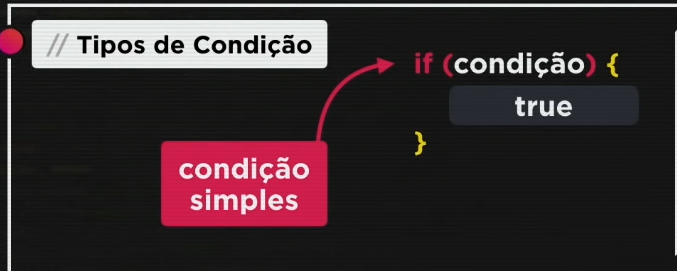 // Tipos de Condição
if (condição) {
true
}
condição
simples